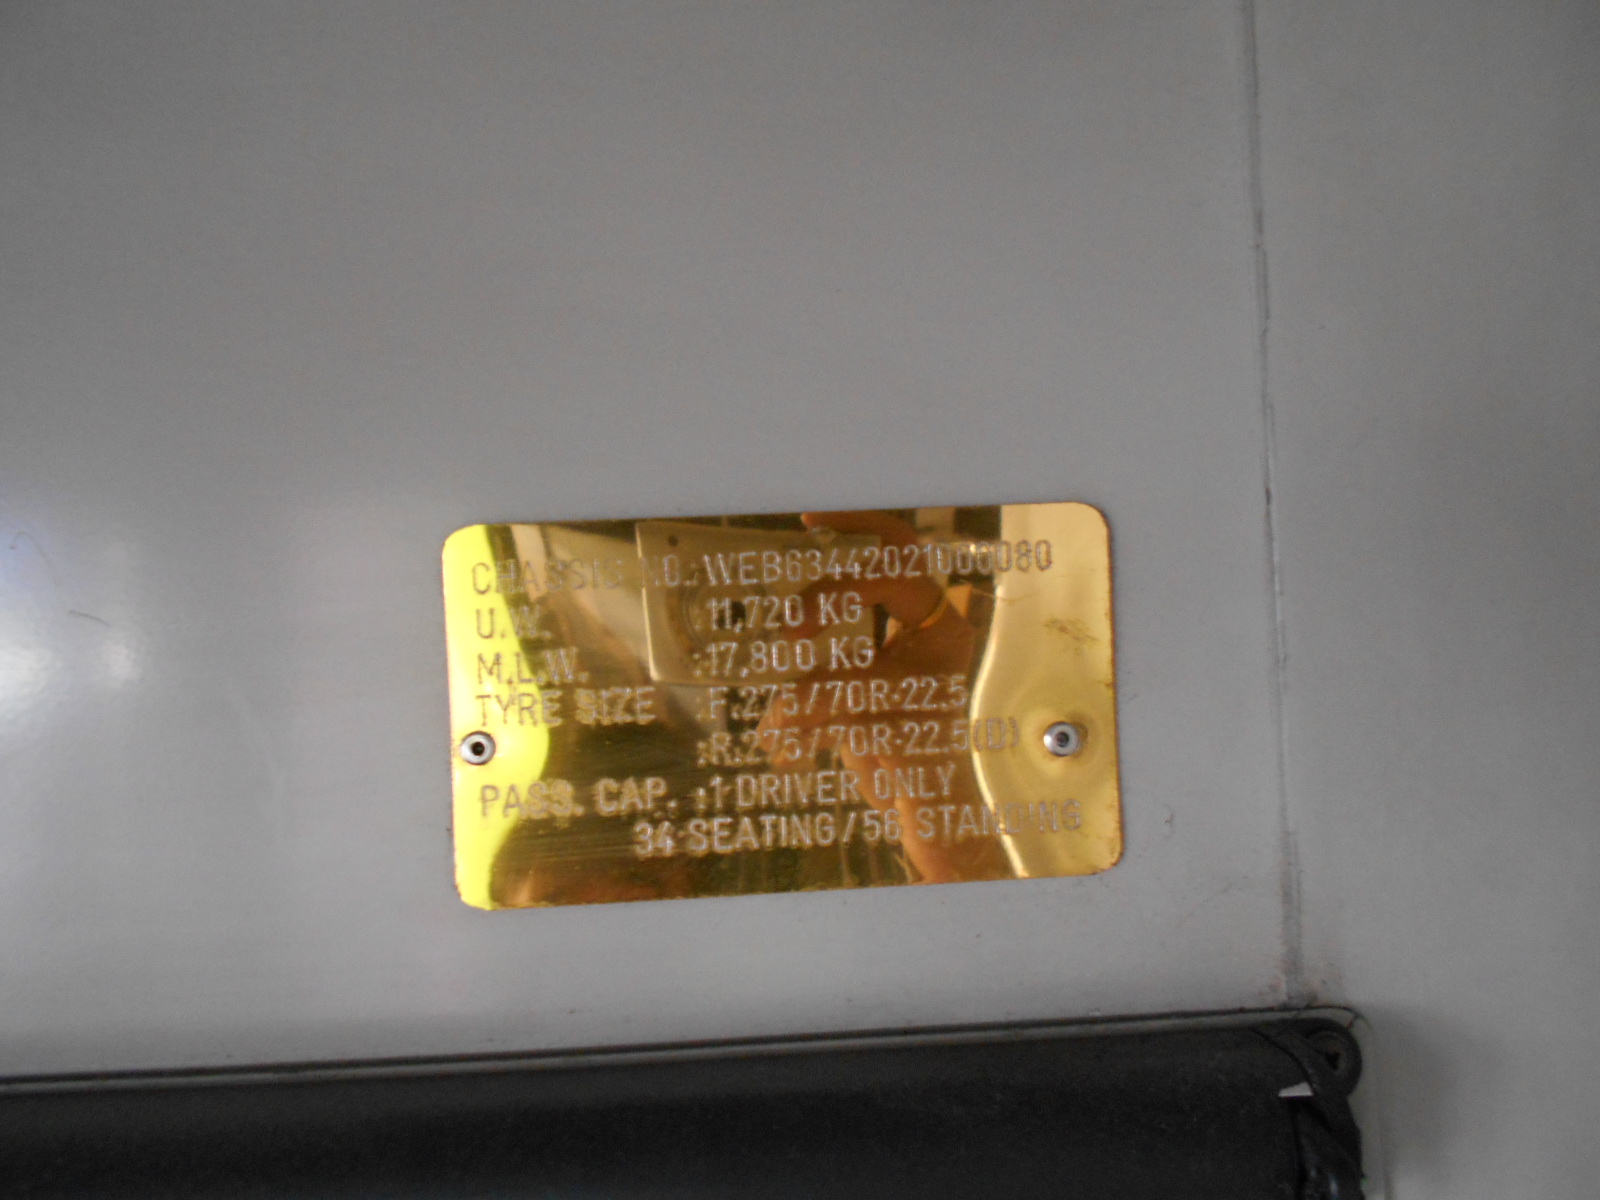 CHASSIS NO.:WEB63442021000080
U.W. :11,720 KG
M.L.W. :17,800 KG
TYRE SIZE :F.275/70R-22.5
:R.275/70R-22.5(D)
PASS. CAP. :1 DRIVER ONLY
34 SEATING/56 STANDING